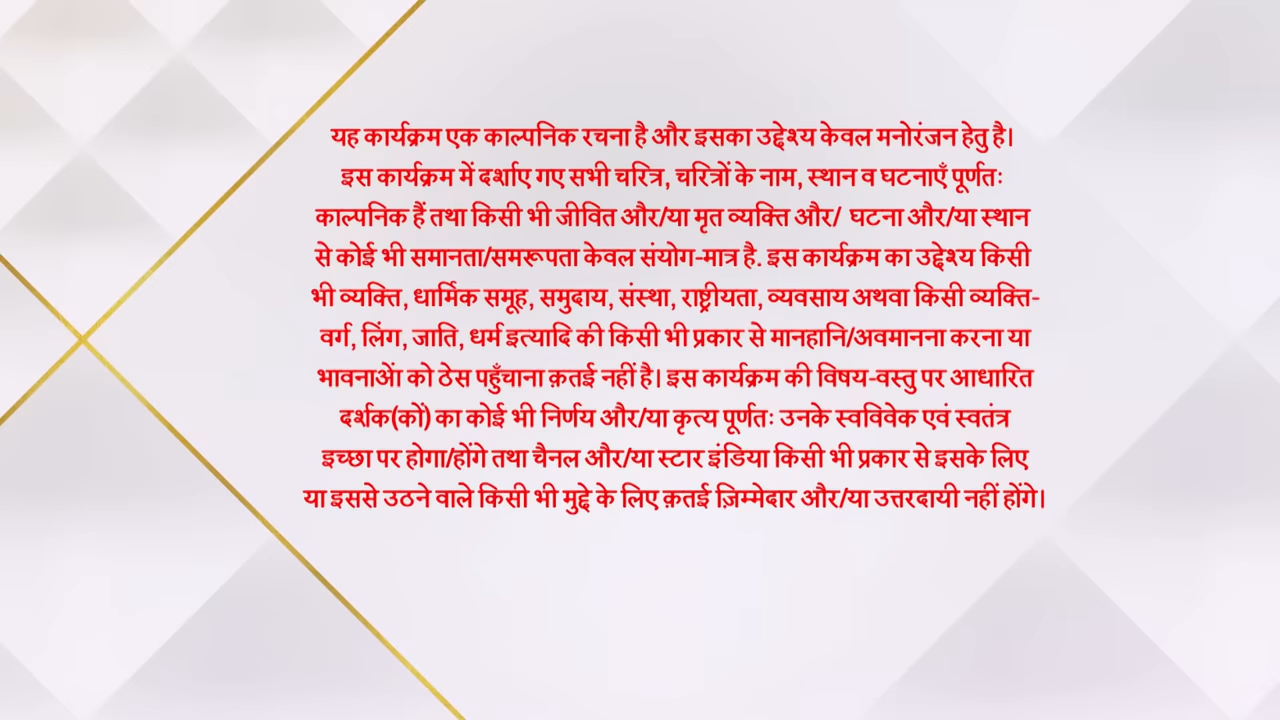 यह कार्यक्रम एक काल्पनिक रचना है और इसका उद्देश्य केवल मनोरंजन हेतु है।
इस कार्यक्रम में दर्शाए गए सभी चरित्र, चरित्रों के नाम, स्थान व घटनाएँ पूर्णतः
काल्पनिक हैं तथा किसी भी जीवित और/या मृत व्यक्ति और/ घटना और/या स्थान
से कोई भी समानता/समरूपता केवल संयोग-मात्र है. इस कार्यक्रम का उद्देश्य किसी
भी व्यक्ति, धार्मिक समूह, समुदाय, संस्था, राष्ट्रीयता, व्यवसाय अथवा किसी व्यक्ति-
वर्ग, लिंग, जाति, धर्म इत्यादि की किसी भी प्रकार से मानहानि/अवमानना करना या
भावनाओं को ठेस पहुँचाना क़तई नहीं है। इस कार्यक्रम की विषय-वस्तु पर आधारित
दर्शक(कों) का कोई भी निर्णय और/या कृत्य पूर्णतः उनके स्वविवेक एवं स्वतंत्र
इच्छा पर होगा/होंगे तथा चैनल और/या स्टार इंडिया किसी भी प्रकार से इसके लिए
या इससे उठने वाले किसी भी मुद्दे के लिए क़तई ज़िम्मेदार और/या उत्तरदायी नहीं होंगे।